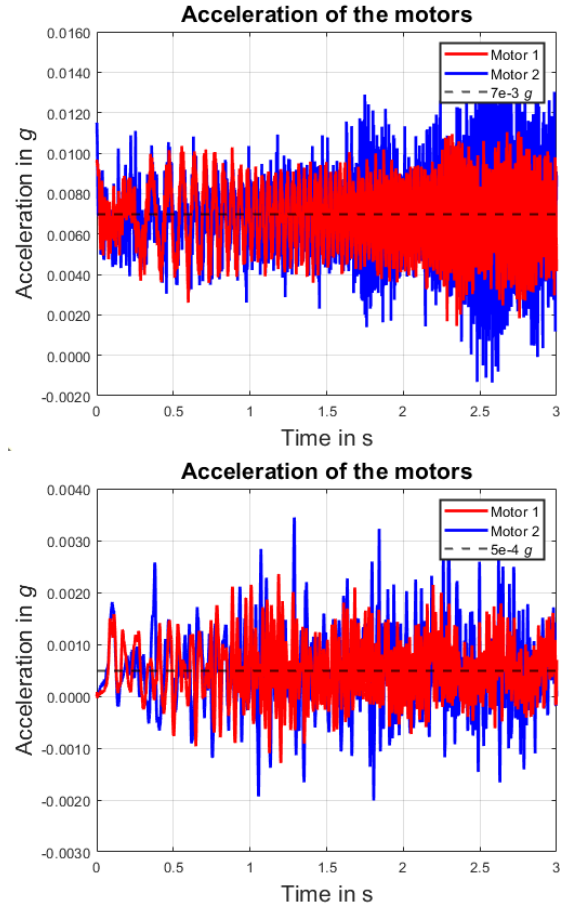 Acceleration of the motors
0.0160
0.0140
0.0120
0.0100
0.0080
0.0060
0.0040
0.0020
0.0000
-0.0020
Acceleration in g
Motor 1
Motor 2
7e-3 g
0 0.5 1 1.5 2 2.5 3
Time in s
Acceleration of the motors
0.0040
0.0030
0.0020
0.0010
0.0000
-0.0010
-0.0020
-0.0030
Acceleration in g
Motor 1
Motor 2
5e-4 g
0 0.5 1 1.5 2 2.5 3
Time in s